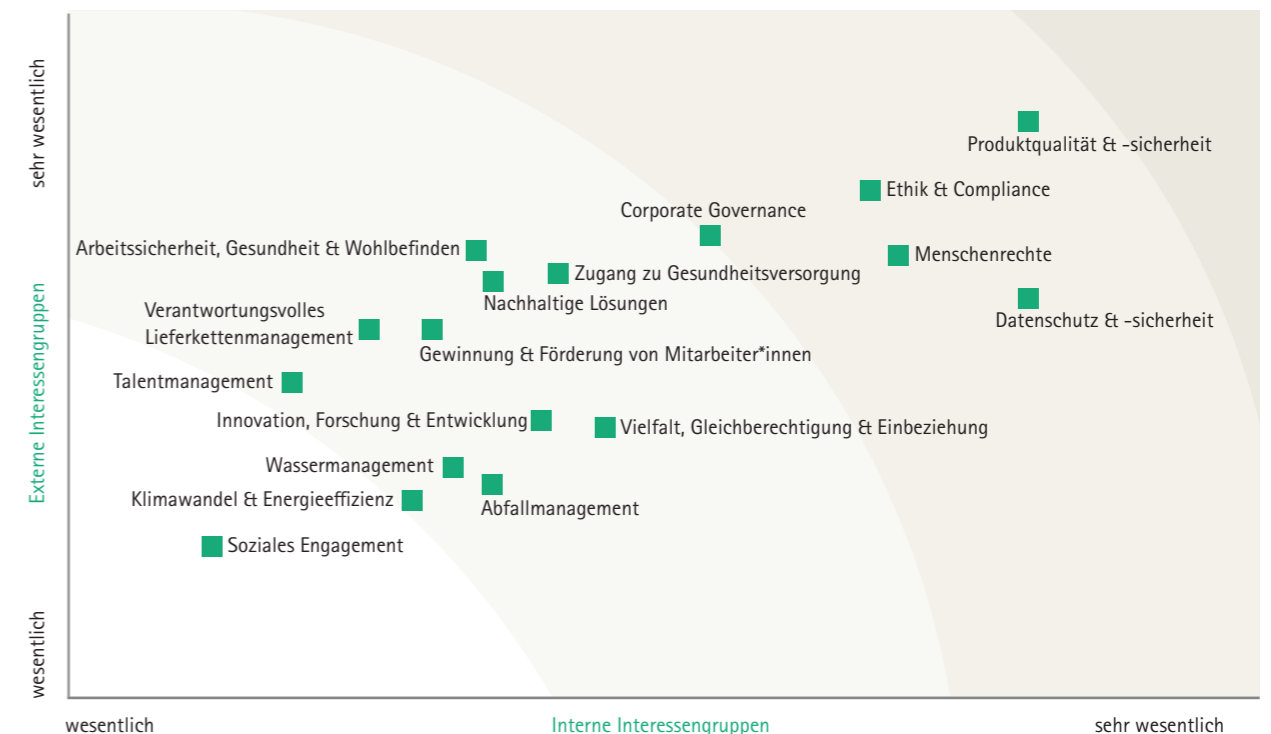 sehr wesentlich
Externe Interessengruppen
wesentlich
Produktqualität & -sicherheit
Ethik & Compliance
Corporate Governance
Arbeitssicherheit, Gesundheit & Wohlbefinden
Menschenrechte
Zugang zu Gesundheitsversorgung
Nachhaltige Lösungen
Verantwortungsvolles
Lieferkettenmanagement
Datenschutz & -sicherheit
Gewinnung & Förderung von Mitarbeiter*innen
Talentmanagement
Innovation, Forschung & Entwicklung
Vielfalt, Gleichberechtigung & Einbeziehung
Wassermanagement
Klimawandel & Energieeffizienz
Abfallmanagement
Soziales Engagement
wesentlich
Interne Interessengruppen
sehr wesentlich